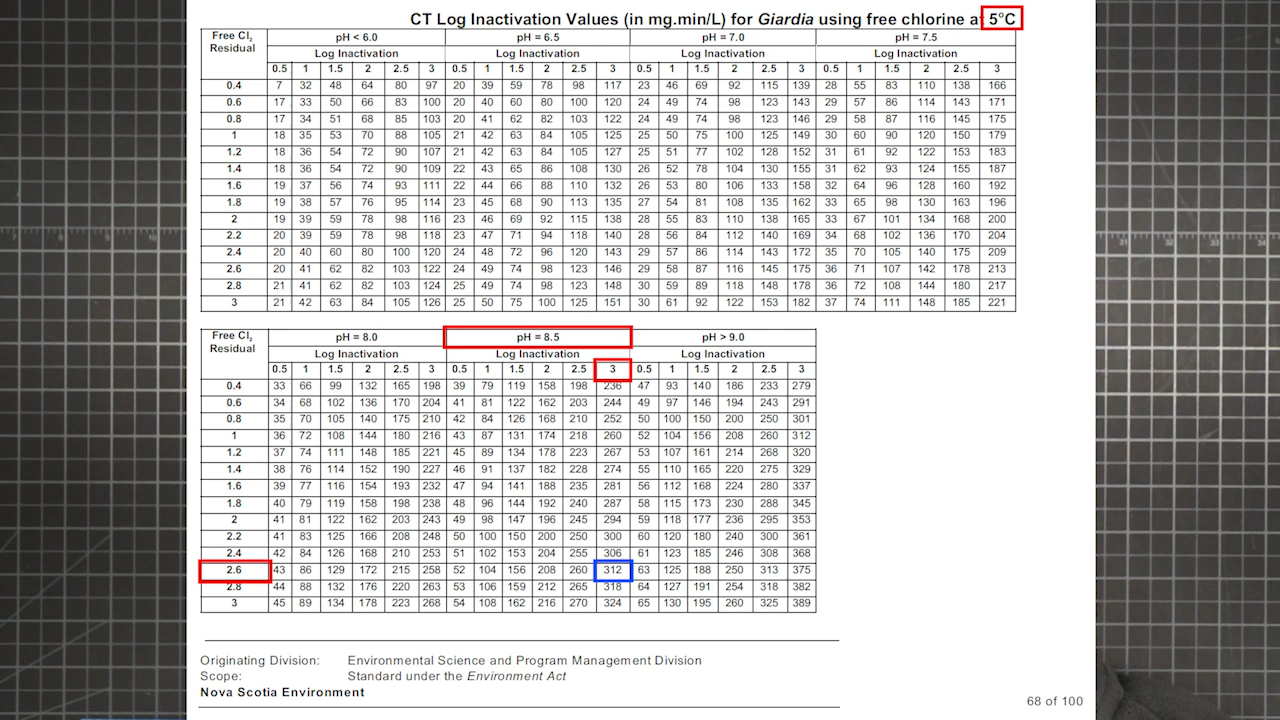 CT Log Inactivation Values (in mg.min/L) for Giardia using free chlorine at 5°C
Free Cl₂ Residual pH < 6.0 pH = 6.5 pH = 7.0 pH = 7.5
Log Inactivation Log Inactivation Log Inactivation Log Inactivation
0.5 1 1.5 2 2.5 3 0.5 1 1.5 2 2.5 3 0.5 1 1.5 2 2.5 3 0.5 1 1.5 2 2.5 3
0.4 7 32 48 64 80 97 20 39 59 78 98 117 23 46 69 92 115 139 28 55 83 110 138 166
0.6 17 33 50 66 83 100 20 40 60 80 100 120 24 49 74 98 123 143 29 57 86 114 143 171
0.8 17 34 51 68 85 103 20 41 62 82 103 122 24 49 74 98 123 146 29 58 87 116 145 175
1 18 35 53 70 88 105 21 42 63 84 105 125 25 50 75 100 125 149 30 60 90 120 150 179
1.2 18 36 54 72 90 107 21 42 63 84 105 127 25 51 77 102 128 152 31 61 92 122 153 183
1.4 18 36 54 72 90 109 22 43 65 86 108 130 26 52 78 104 130 155 31 62 93 124 155 187
1.6 19 37 56 74 93 111 22 44 66 88 110 132 26 53 80 106 133 158 32 64 96 128 160 192
1.8 19 38 57 76 95 114 23 45 68 90 113 135 27 54 81 108 135 162 33 65 98 130 163 196
2 19 39 59 78 98 116 23 46 69 92 115 138 28 55 83 110 138 165 33 67 101 134 168 200
2.2 20 39 59 78 98 118 23 47 71 94 118 140 28 56 84 112 140 169 34 68 102 136 170 204
2.4 20 40 60 80 100 120 24 48 72 96 120 143 29 57 86 114 143 172 35 70 105 140 175 209
2.6 20 41 62 82 103 122 24 49 74 98 123 146 29 58 87 116 145 175 36 71 107 142 178 213
2.8 21 41 62 82 103 124 25 49 74 98 123 148 30 59 89 118 148 178 36 72 108 144 180 217
3 21 42 63 84 105 126 25 50 75 100 125 151 30 61 92 122 153 182 37 74 111 148 185 221
Free Cl₂ Residual pH = 8.0 pH = 8.5 pH > 9.0
Log Inactivation Log Inactivation Log Inactivation
0.5 1 1.5 2 2.5 3 0.5 1 1.5 2 2.5 3 0.5 1 1.5 2 2.5 3
0.4 33 66 99 132 165 198 39 79 119 158 198 236 47 93 140 186 233 279
0.6 34 68 102 136 170 204 41 81 122 162 203 244 49 97 146 194 243 291
0.8 35 70 105 140 175 210 42 84 126 168 210 252 50 100 150 200 250 301
1 36 72 108 144 180 216 43 87 131 174 218 260 52 104 156 208 260 312
1.2 37 74 111 148 185 221 45 89 134 178 223 267 53 107 161 214 268 320
1.4 38 76 114 152 190 227 46 91 137 182 228 274 55 110 165 220 275 329
1.6 39 77 116 154 193 232 47 94 141 188 235 281 56 112 168 224 280 337
1.8 40 79 119 158 198 238 48 96 144 192 240 287 58 115 173 230 288 345
2 41 81 122 162 203 243 49 98 147 196 245 294 59 118 177 236 295 353
2.2 41 83 125 166 208 248 50 100 150 200 250 300 60 120 180 240 300 361
2.4 42 84 126 168 210 253 51 102 153 204 255 306 61 123 185 246 308 368
2.6 43 86 129 172 215 258 52 104 156 208 260 312 63 125 188 250 313 375
2.8 44 88 132 176 220 263 53 106 159 212 265 318 64 127 191 254 318 382
3 45 89 134 178 223 268 54 108 162 216 270 324 65 130 195 260 325 389
Originating Division: Environmental Science and Program Management Division
Scope: Standard under the Environment Act
Nova Scotia Environment
68 of 100